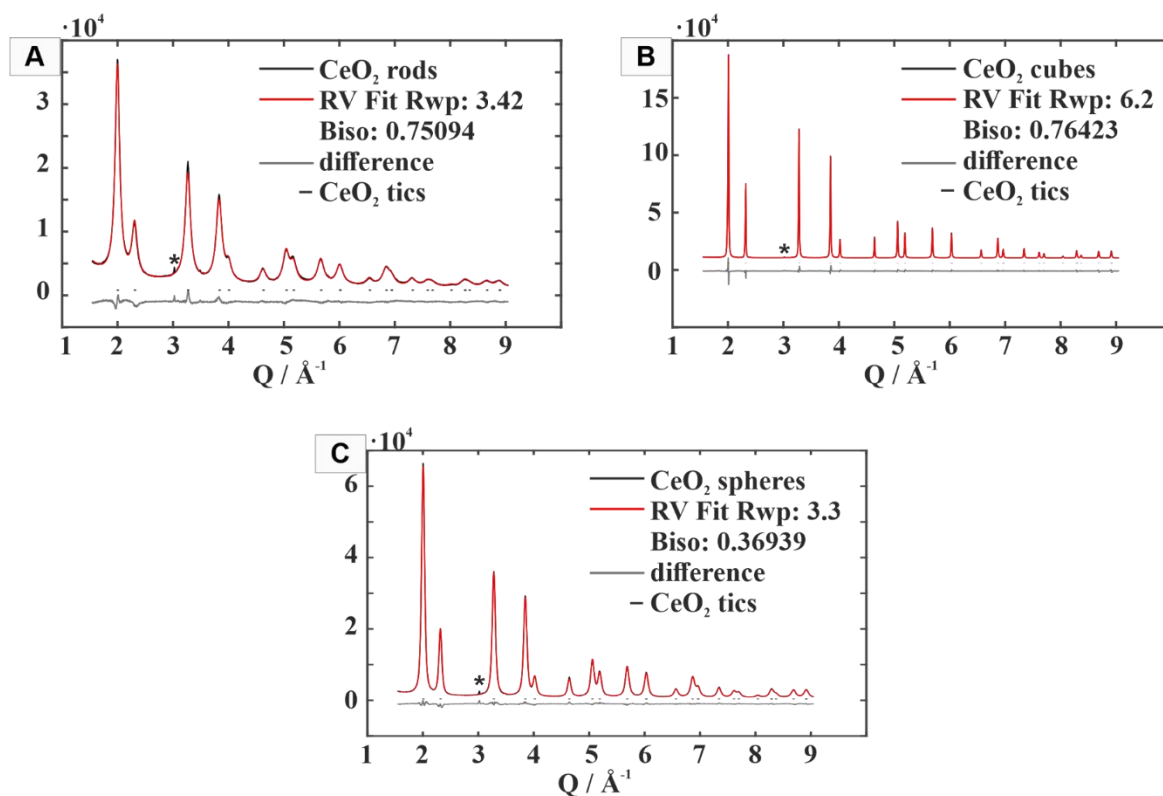 A
·10⁴
CeO₂ rods
RV Fit Rwp: 3.42
Biso: 0.75094
difference
CeO₂ tics
4
2
0
*
1 2 3 4 5 6 7 8 9
Q / Å⁻¹
B
·10⁴
CeO₂ cubes
RV Fit Rwp: 6.2
Biso: 0.76423
difference
CeO₂ tics
15
10
5
0
*
1 2 3 4 5 6 7 8 9
Q / Å⁻¹
C
·10⁴
CeO₂ spheres
RV Fit Rwp: 3.3
Biso: 0.36939
difference
CeO₂ tics
6
4
2
0
*
1 2 3 4 5 6 7 8 9
Q / Å⁻¹